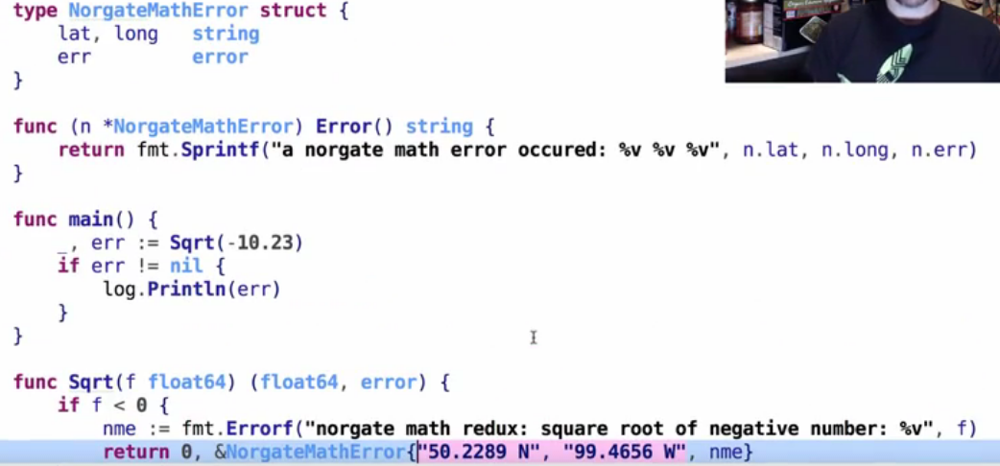 type NorgateMathError struct {
    lat, long   string
    err         error
}

func (n *NorgateMathError) Error() string {
    return fmt.Sprintf("a norgate math error occured: %v %v %v", n.lat, n.long, n.err)
}

func main() {
    _, err := Sqrt(-10.23)
    if err != nil {
        log.Println(err)
    }
}

func Sqrt(f float64) (float64, error) {
    if f < 0 {
        nme := fmt.Errorf("norgate math redux: square root of negative number: %v", f)
        return 0, &NorgateMathError{"50.2289 N", "99.4656 W", nme}